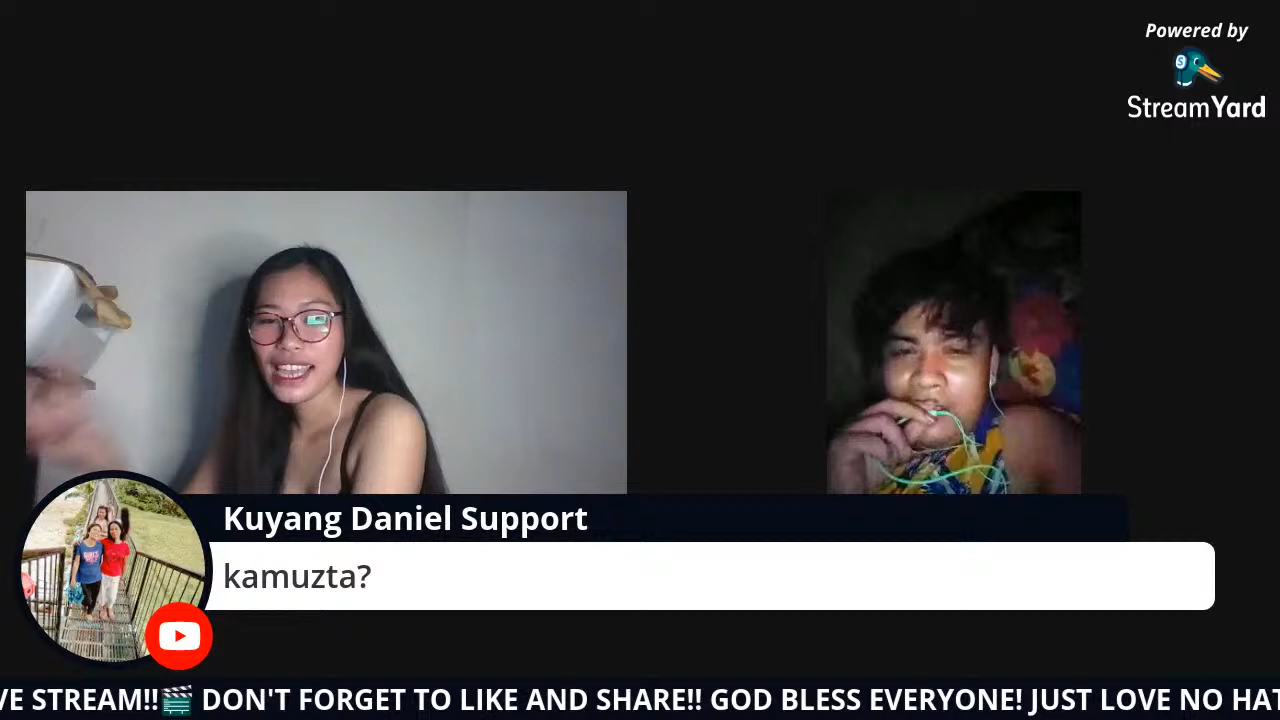 Powered by
StreamYard
Kuyang Daniel Support
kamuzta?
VE STREAM!!🎬 DON'T FORGET TO LIKE AND SHARE!! GOD BLESS EVERYONE! JUST LOVE NO HAT